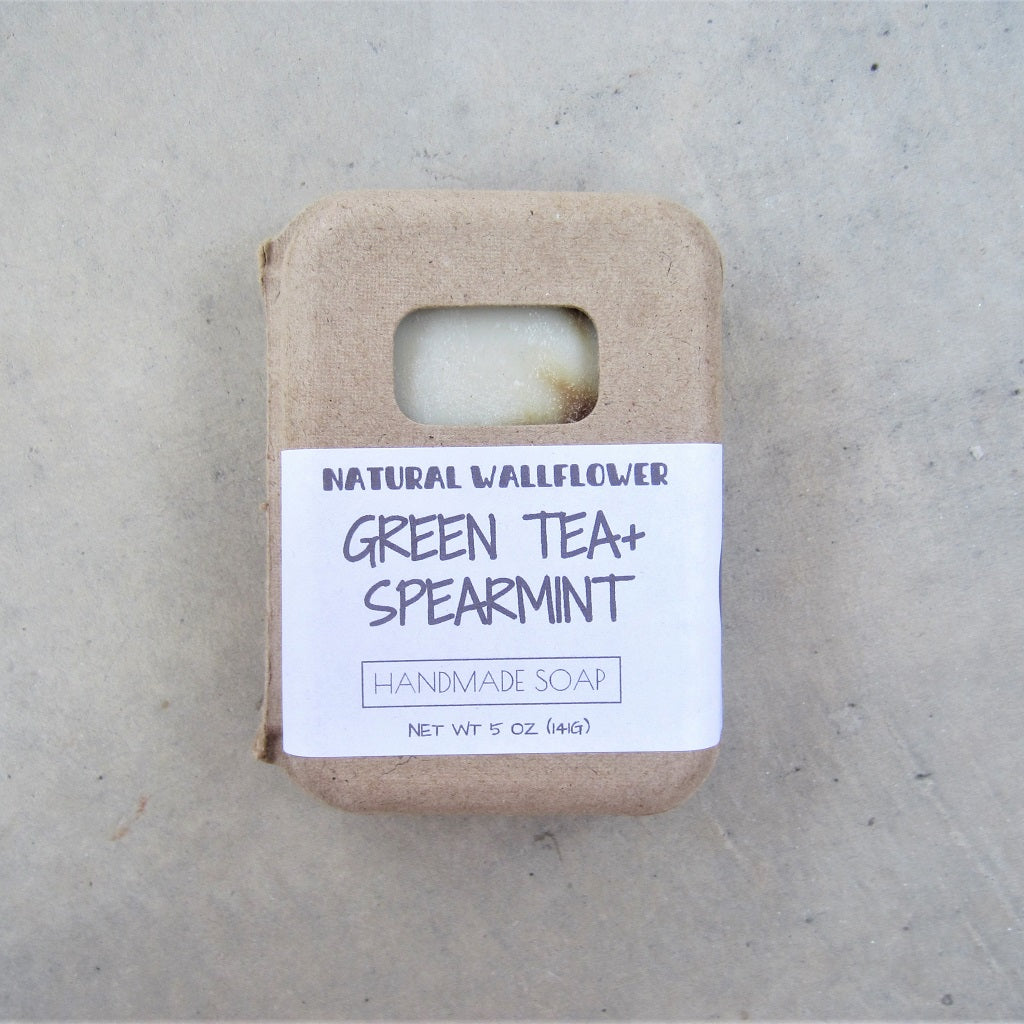 NATURAL WALLFLOWER
GREEN TEA+
SPEARMINT
HANDMADE SOAP
NET WT 5 OZ (141G)